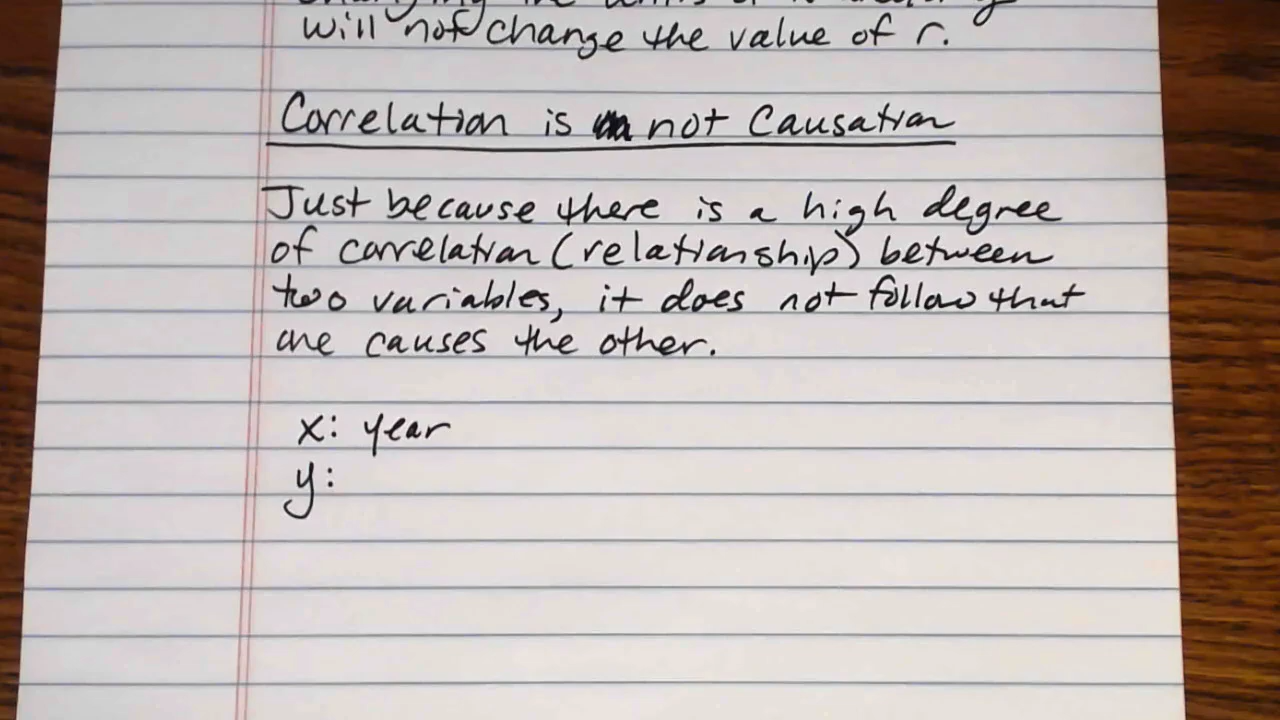 will not change the value of r.
Correlation is not Causation
Just because there is a high degree
of correlation (relationship) between
two variables, it does not follow that
one causes the other.
x: year
y: